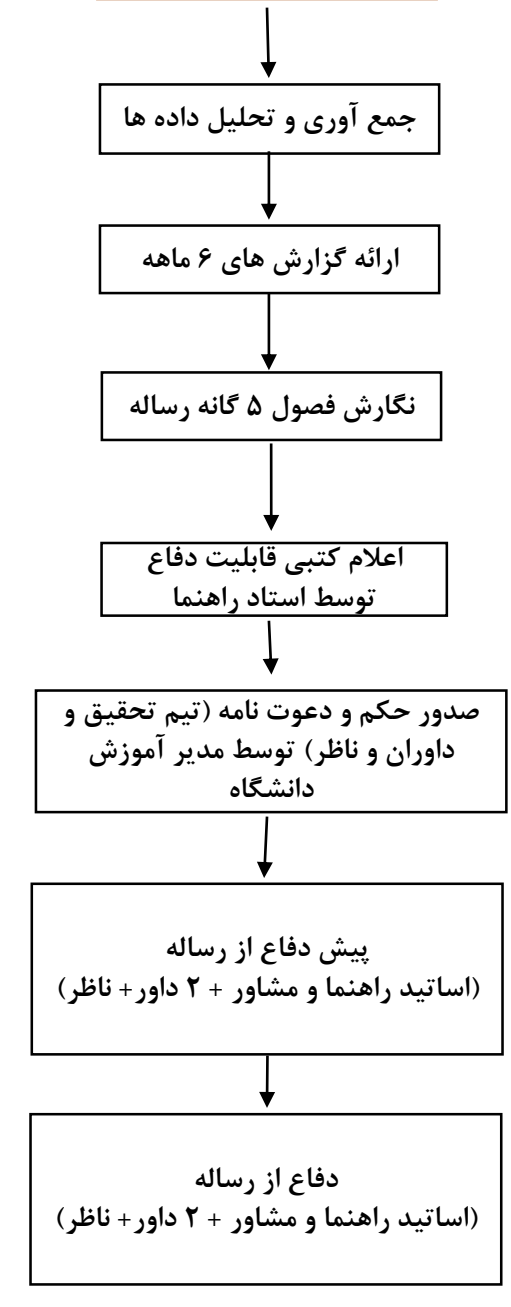 جمع آوری و تحلیل داده ها
ارائه گزارش های ۶ ماهه
نگارش فصول ۵ گانه رساله
اعلام کتبی قابلیت دفاع
توسط استاد راهنما
صدور حکم و دعوت نامه (تیم تحقیق و
داوران و ناظر) توسط مدیر آموزش
دانشگاه
پیش دفاع از رساله
(اساتید راهنما و مشاور + ۲ داور+ ناظر)
دفاع از رساله
(اساتید راهنما و مشاور + ۲ داور+ ناظر)